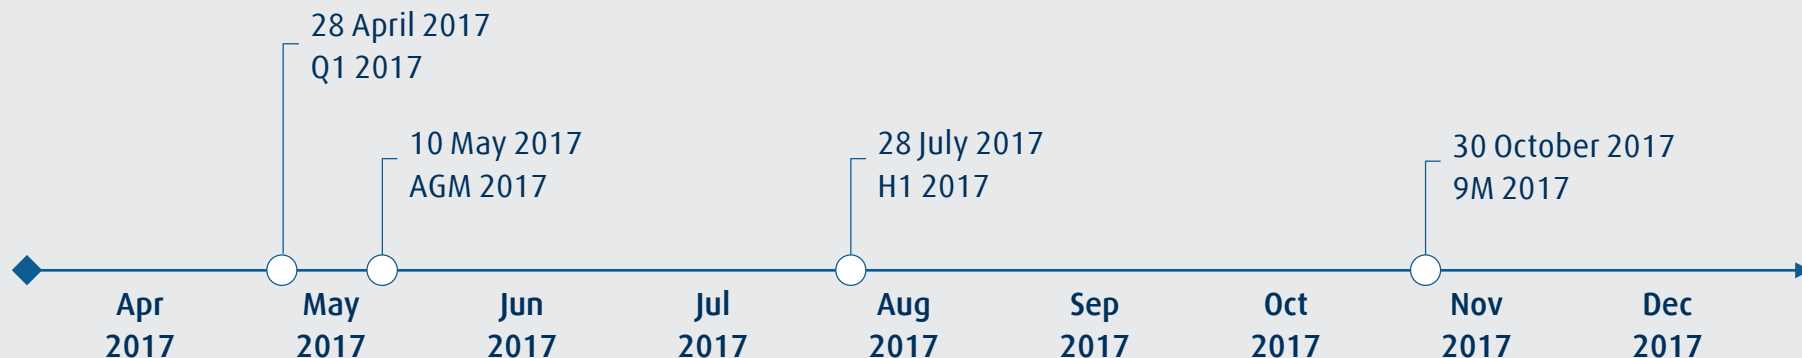 28 April 2017
Q1 2017
10 May 2017
AGM 2017
28 July 2017
H1 2017
30 October 2017
9M 2017
Apr
2017
May
2017
Jun
2017
Jul
2017
Aug
2017
Sep
2017
Oct
2017
Nov
2017
Dec
2017